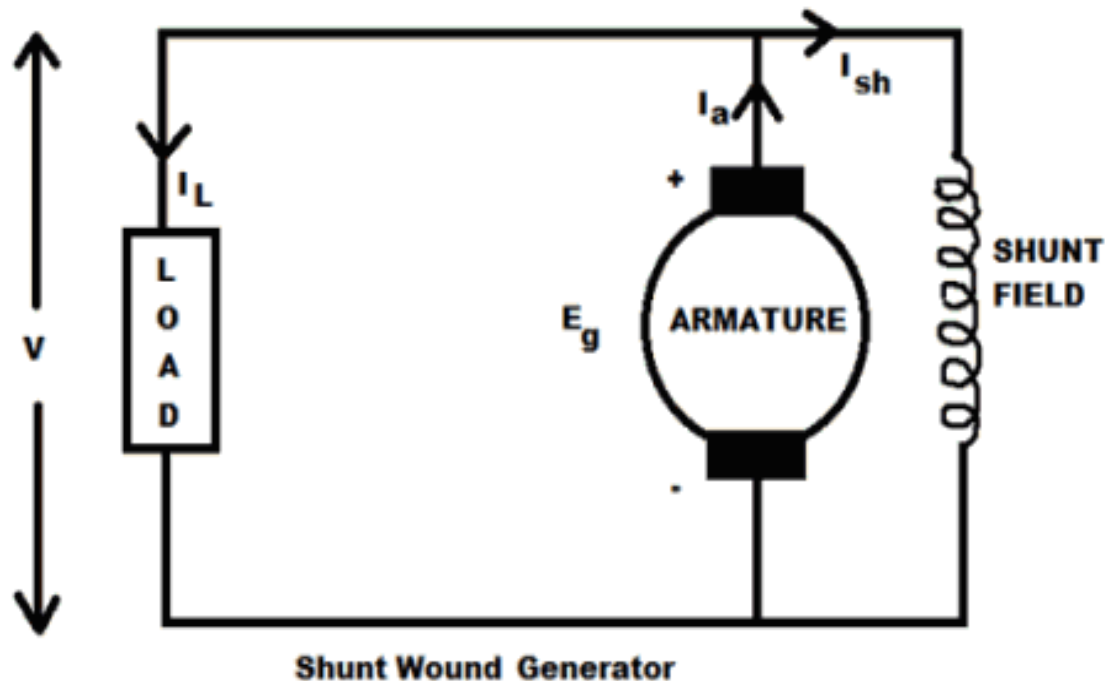 I_sh
I_a
+
I_L
L
O
A
D
SHUNT
FIELD
E_g
ARMATURE
V
-
Shunt Wound Generator